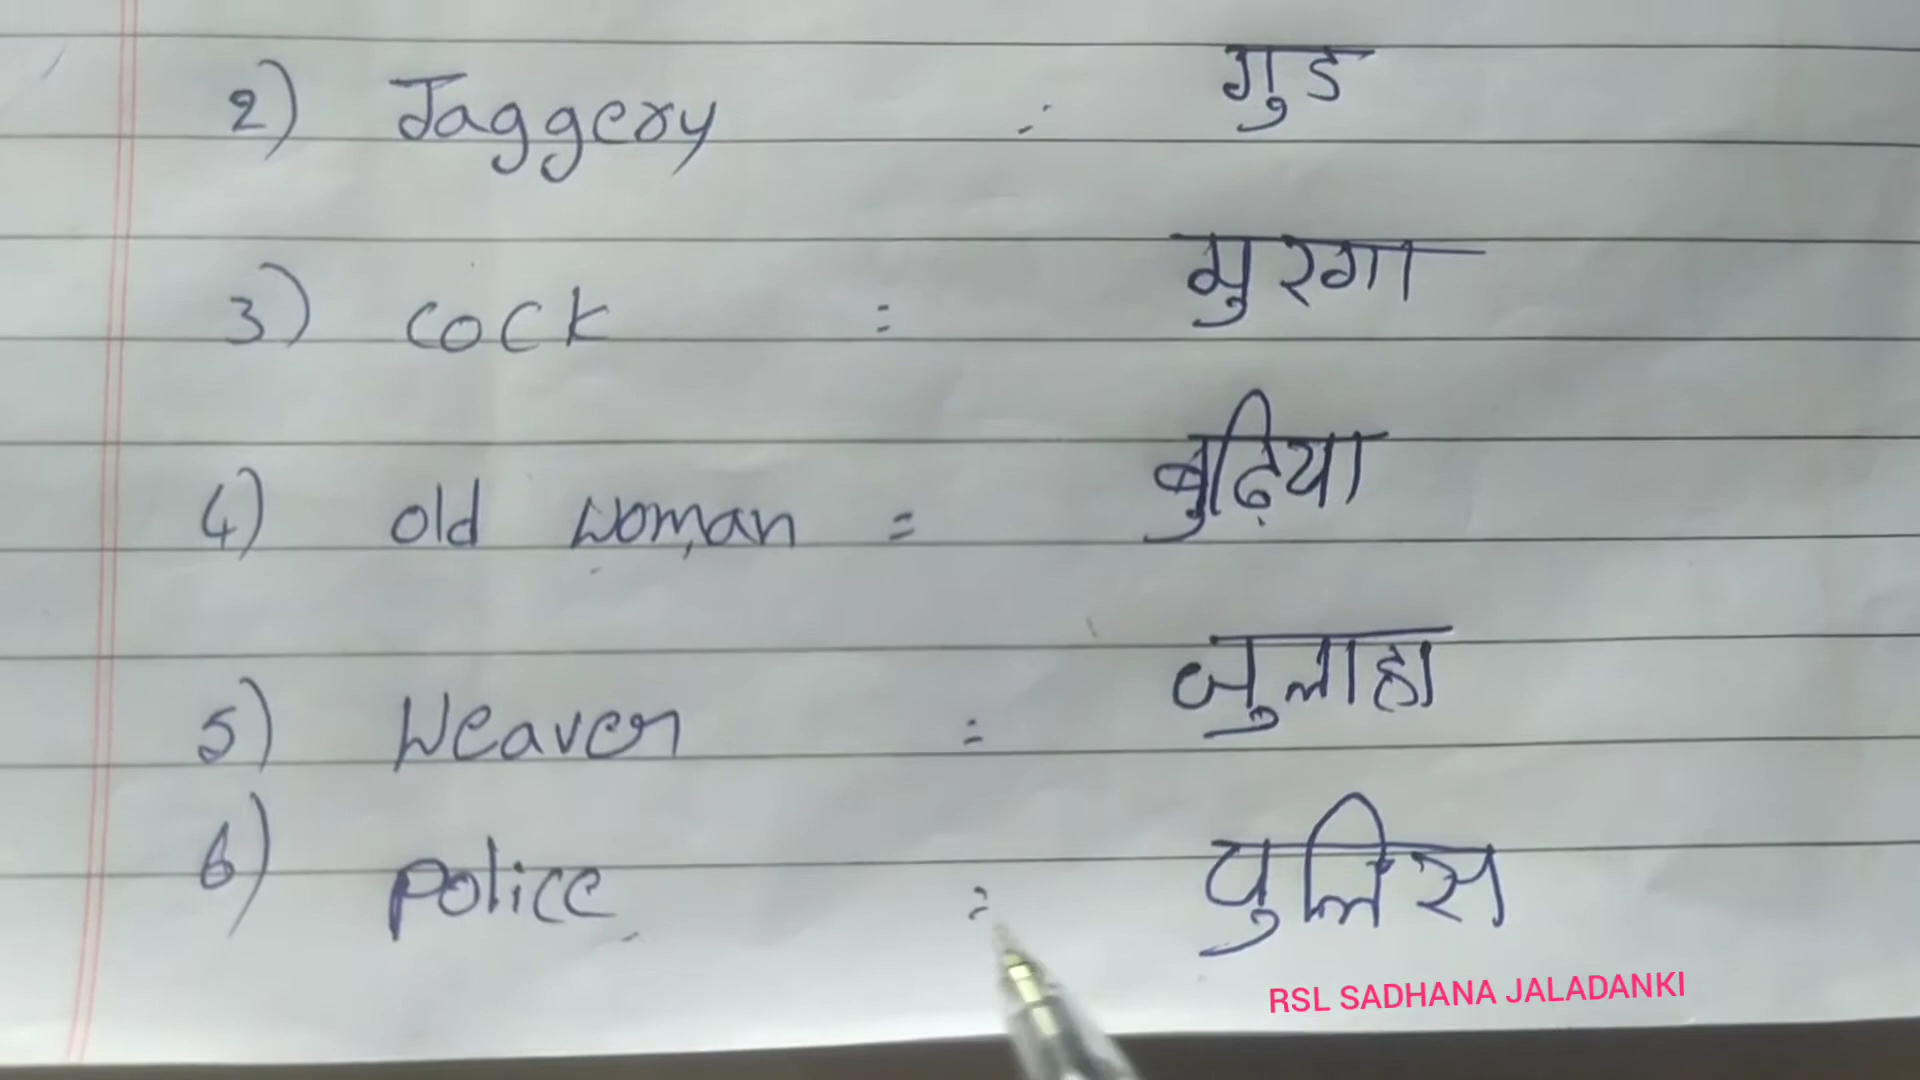 2) Jaggery : गुड
3) cock = मुरगा
4) old woman = बुढ़िया
5) Weaver = जुलाहा
6) police = पुलिस
RSL SADHANA JALADANKI